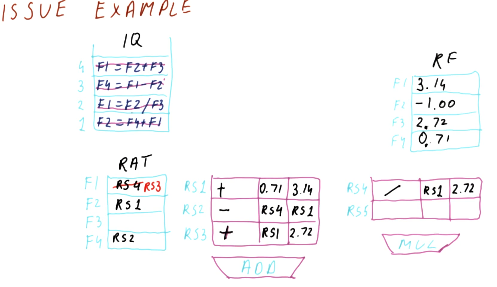 ISSUE EXAMPLE
IQ
4 F1 = F2+F3
3 F4 = F1-F2
2 F1 = F2/F3
1 F2 = F4+F1
RF
F1 3.14
F2 -1.00
F3 2.72
F4 0.71
RAT
F1 RS4 RS3
F2 RS1
F3
F4 RS2
RS1 + 0.71 3.14
RS2 - RS4 RS1
RS3 + RS1 2.72
ADD
RS4 / RS1 2.72
RS5
MUL